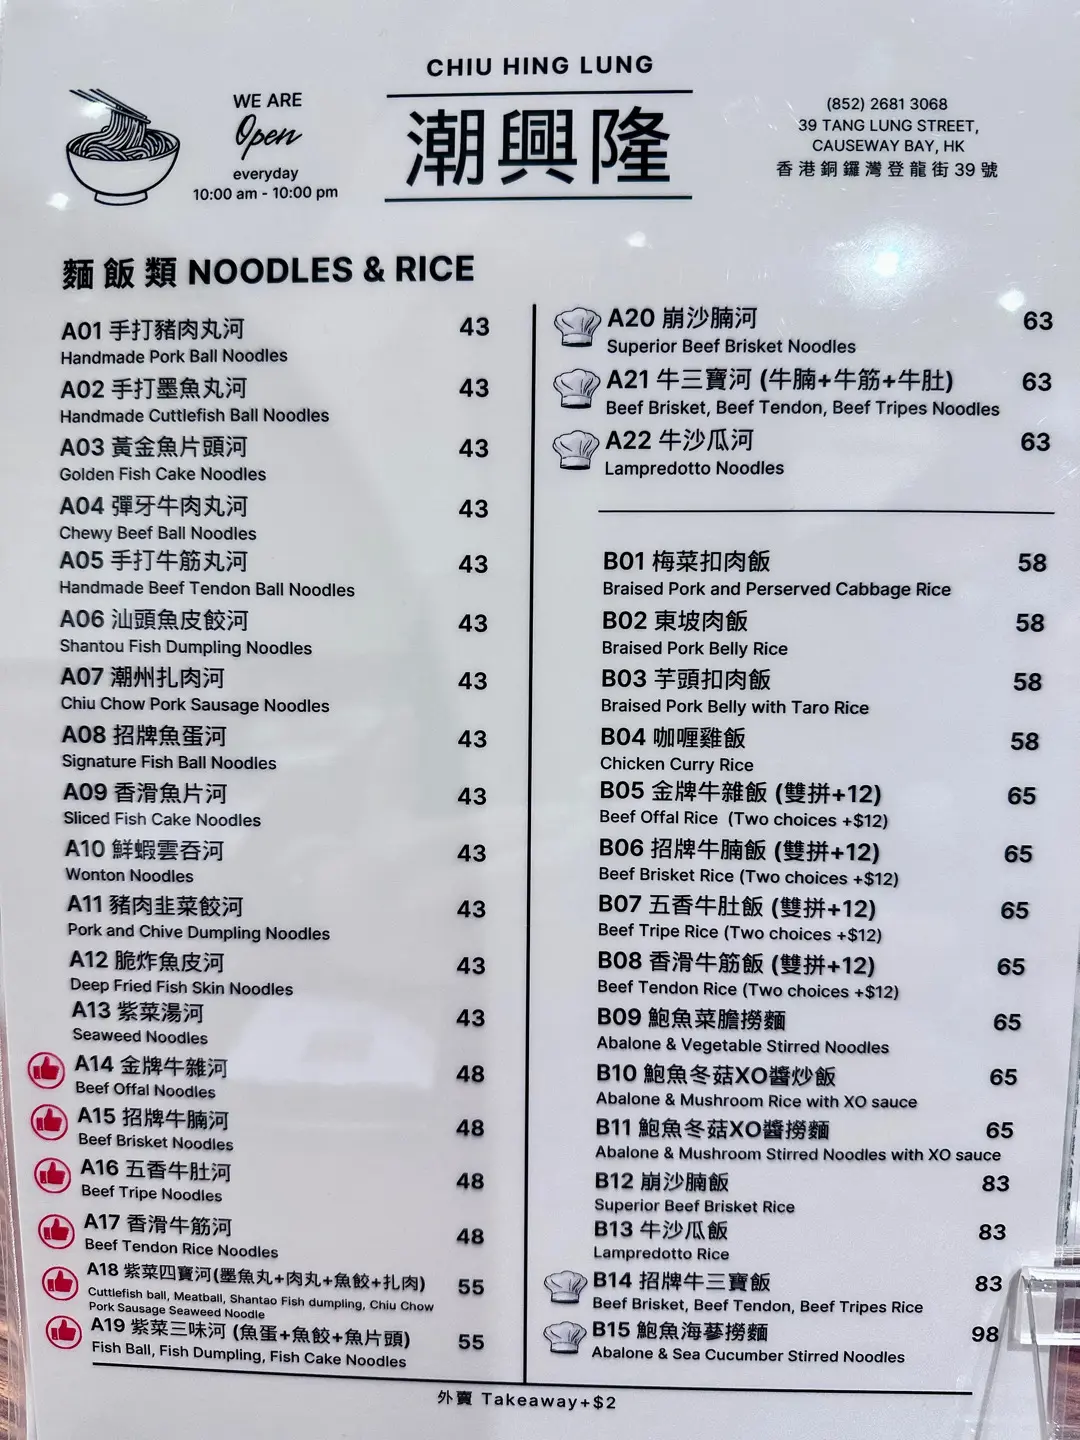 CHIU HING LUNG
潮興隆
WE ARE
Open
everyday
10:00 am - 10:00 pm
(852) 2681 3068
39 TANG LUNG STREET,
CAUSEWAY BAY, HK
香港銅鑼灣登龍街39號
麵飯類 NOODLES & RICE
A01 手打豬肉丸河 43
Handmade Pork Ball Noodles
A02 手打墨魚丸河 43
Handmade Cuttlefish Ball Noodles
A03 黃金魚片頭河 43
Golden Fish Cake Noodles
A04 彈牙牛肉丸河 43
Chewy Beef Ball Noodles
A05 手打牛筋丸河 43
Handmade Beef Tendon Ball Noodles
A06 汕頭魚皮餃河 43
Shantou Fish Dumpling Noodles
A07 潮州扎肉河 43
Chiu Chow Pork Sausage Noodles
A08 招牌魚蛋河 43
Signature Fish Ball Noodles
A09 香滑魚片河 43
Sliced Fish Cake Noodles
A10 鮮蝦雲吞河 43
Wonton Noodles
A11 豬肉韭菜餃河 43
Pork and Chive Dumpling Noodles
A12 脆炸魚皮河 43
Deep Fried Fish Skin Noodles
A13 紫菜湯河 43
Seaweed Noodles
A14 金牌牛雜河 48
Beef Offal Noodles
A15 招牌牛腩河 48
Beef Brisket Noodles
A16 五香牛肚河 48
Beef Tripe Noodles
A17 香滑牛筋河 48
Beef Tendon Rice Noodles
A18 紫菜四寶河(墨魚丸+肉丸+魚餃+扎肉) 55
Cuttlefish ball, Meatball, Shantao Fish dumpling, Chiu Chow
Pork Sausage Seaweed Noodle
A19 紫菜三味河 (魚蛋+魚餃+魚片頭) 55
Fish Ball, Fish Dumpling, Fish Cake Noodles
A20 崩沙腩河 63
Superior Beef Brisket Noodles
A21 牛三寶河 (牛腩+牛筋+牛肚) 63
Beef Brisket, Beef Tendon, Beef Tripes Noodles
A22 牛沙瓜河 63
Lampredotto Noodles
B01 梅菜扣肉飯 58
Braised Pork and Perserved Cabbage Rice
B02 東坡肉飯 58
Braised Pork Belly Rice
B03 芋頭扣肉飯 58
Braised Pork Belly with Taro Rice
B04 咖喱雞飯 58
Chicken Curry Rice
B05 金牌牛雜飯 (雙拼+12) 65
Beef Offal Rice (Two choices +$12)
B06 招牌牛腩飯 (雙拼+12) 65
Beef Brisket Rice (Two choices +$12)
B07 五香牛肚飯 (雙拼+12) 65
Beef Tripe Rice (Two choices +$12)
B08 香滑牛筋飯 (雙拼+12) 65
Beef Tendon Rice (Two choices +$12)
B09 鮑魚菜膽撈麵 65
Abalone & Vegetable Stirred Noodles
B10 鮑魚冬菇XO醬炒飯 65
Abalone & Mushroom Rice with XO sauce
B11 鮑魚冬菇XO醬撈麵 65
Abalone & Mushroom Stirred Noodles with XO sauce
B12 崩沙腩飯 83
Superior Beef Brisket Rice
B13 牛沙瓜飯 83
Lampredotto Rice
B14 招牌牛三寶飯 83
Beef Brisket, Beef Tendon, Beef Tripes Rice
B15 鮑魚海蔘撈麵 98
Abalone & Sea Cucumber Stirred Noodles
外賣 Takeaway+$2